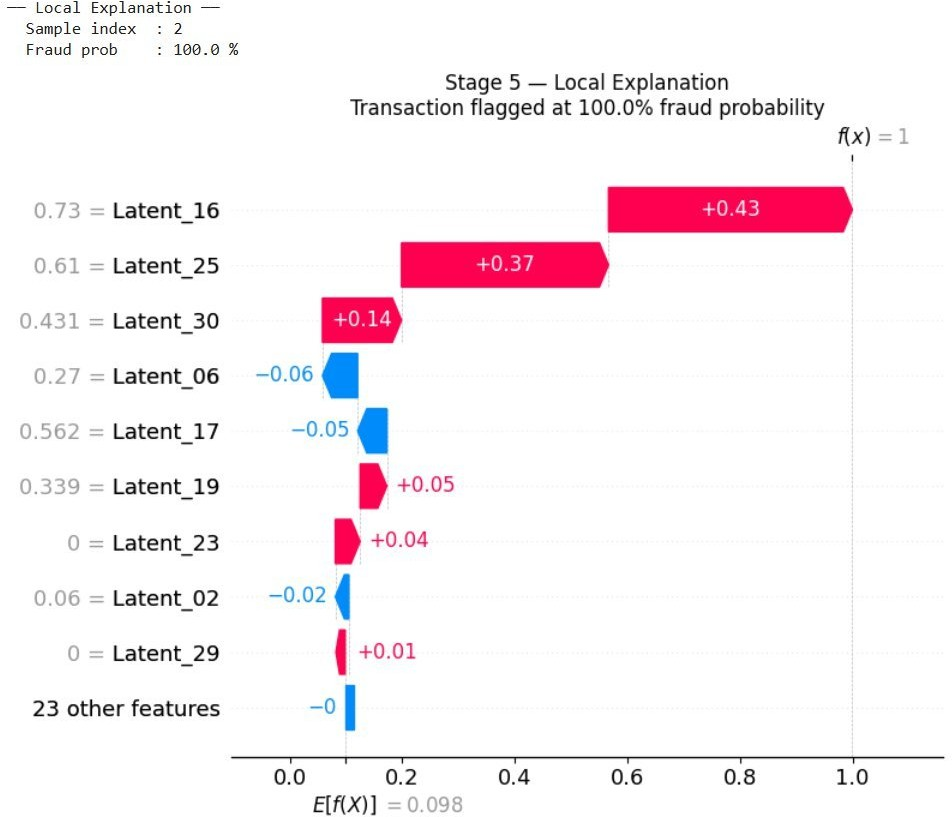 ── Local Explanation ──
Sample index : 2
Fraud prob : 100.0 %
Stage 5 — Local Explanation
Transaction flagged at 100.0% fraud probability
f(x) = 1
0.73 = Latent_16 +0.43
0.61 = Latent_25 +0.37
0.431 = Latent_30 +0.14
0.27 = Latent_06 −0.06
0.562 = Latent_17 −0.05
0.339 = Latent_19 +0.05
0 = Latent_23 +0.04
0.06 = Latent_02 −0.02
0 = Latent_29 +0.01
23 other features −0
0.0 0.2 0.4 0.6 0.8 1.0
E[f(X)] = 0.098